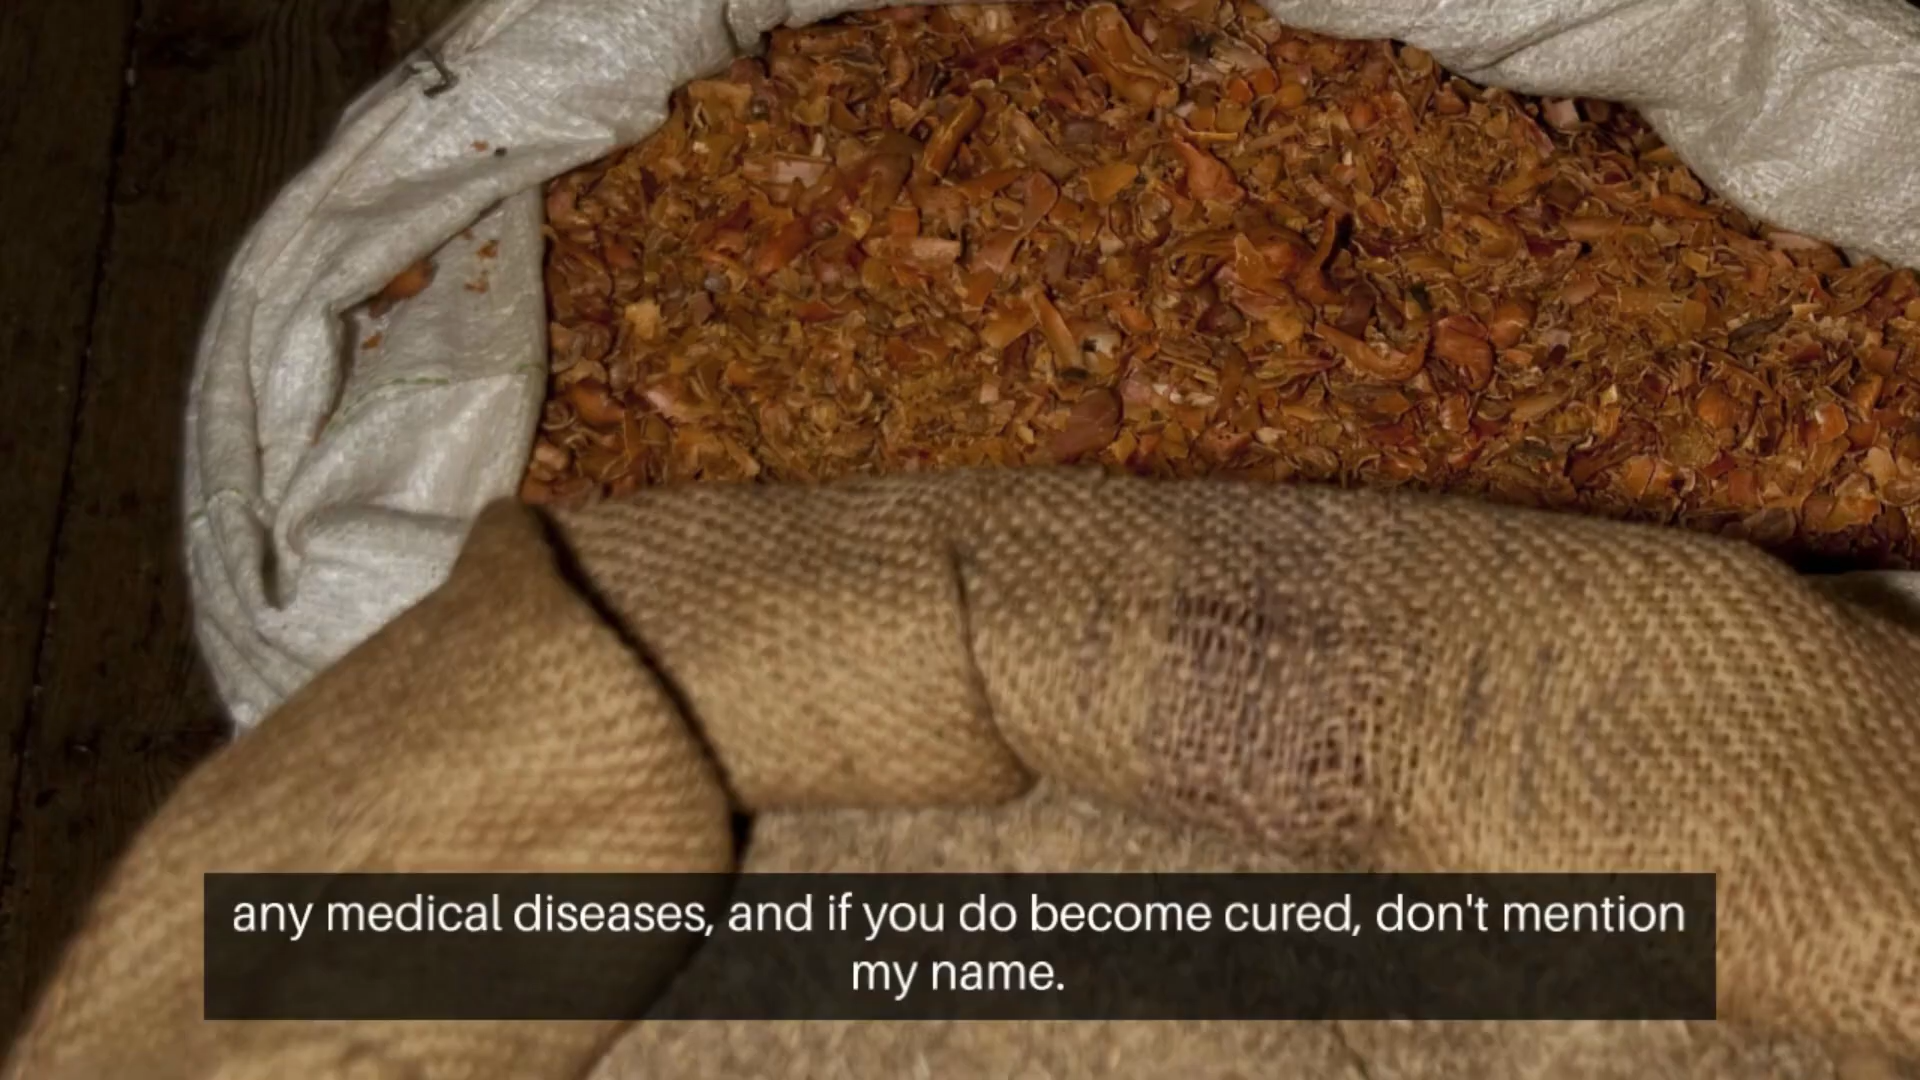 any medical diseases, and if you do become cured, don't mention
my name.